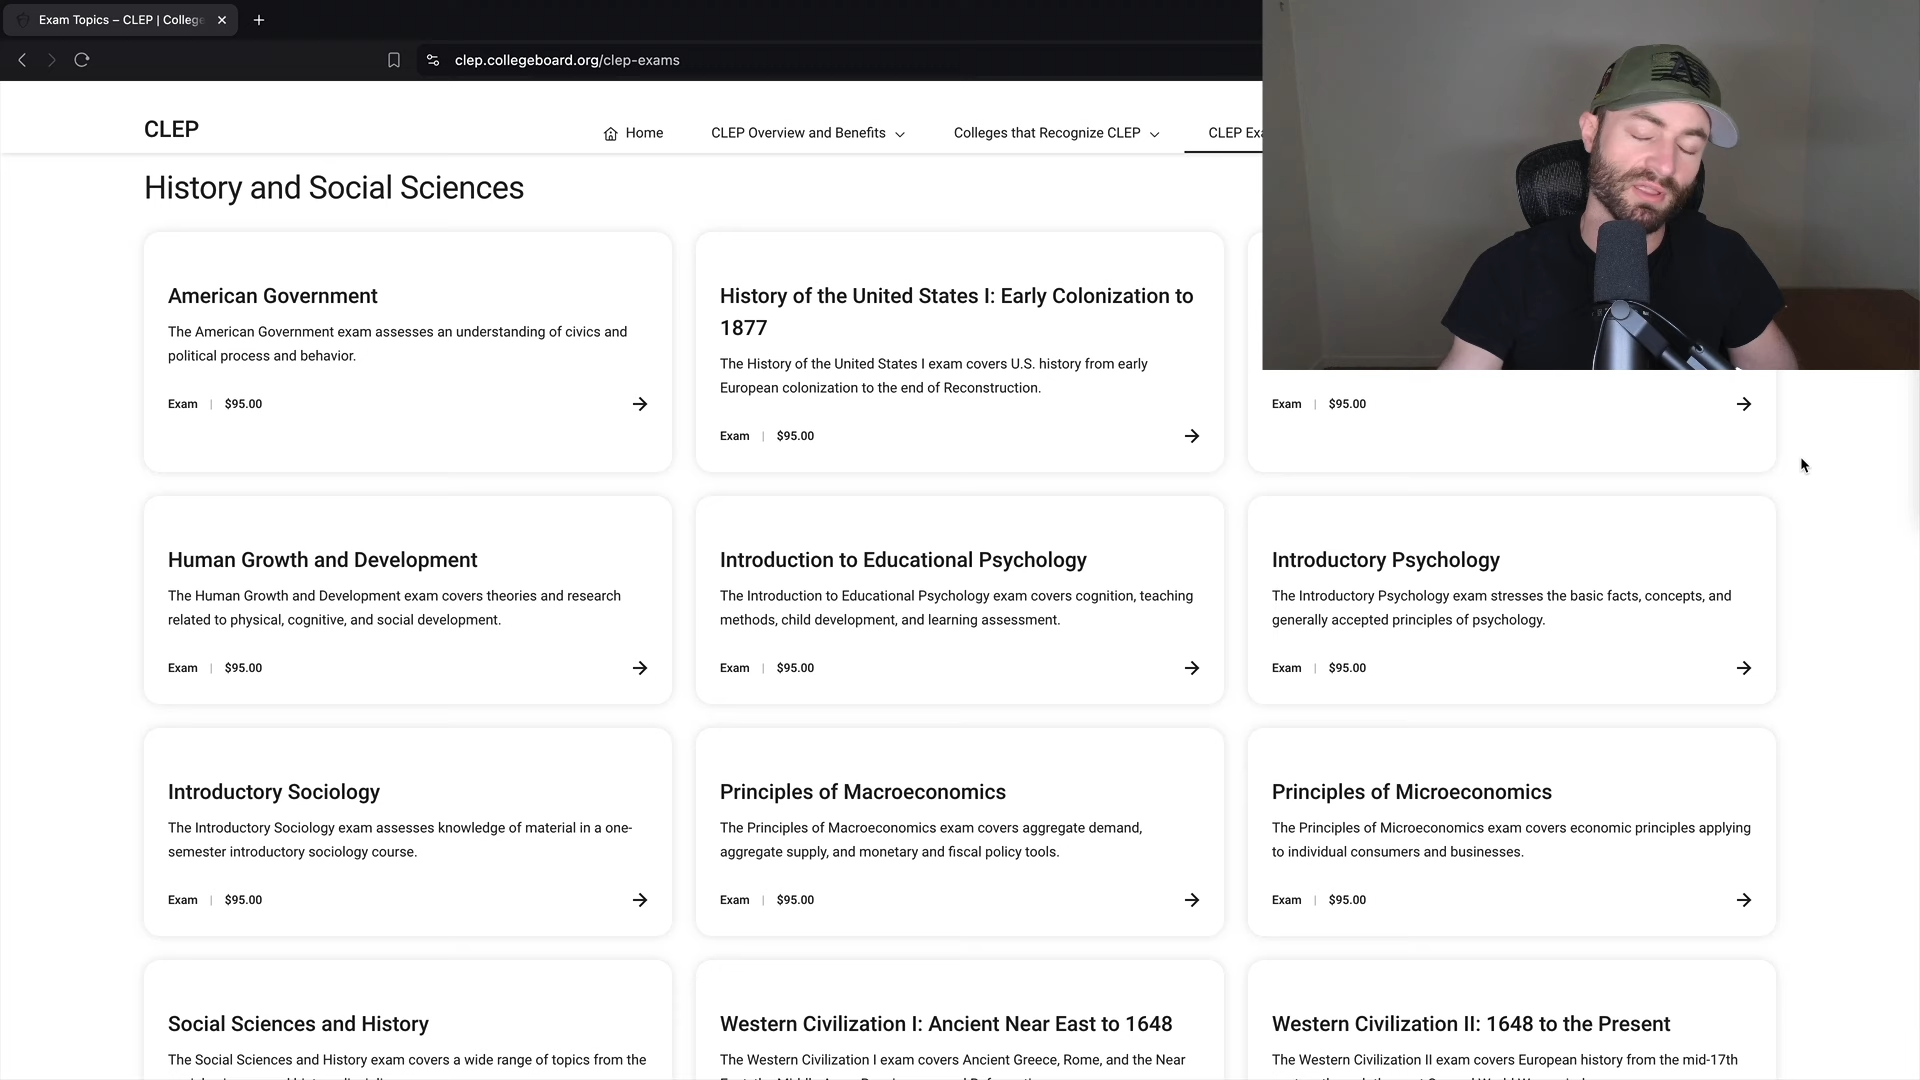 Exam Topics – CLEP | College
clep.collegeboard.org/clep-exams
CLEP
Home
CLEP Overview and Benefits
Colleges that Recognize CLEP
CLEP Exa
History and Social Sciences
American Government
The American Government exam assesses an understanding of civics and
political process and behavior.
Exam | $95.00
History of the United States I: Early Colonization to
1877
The History of the United States I exam covers U.S. history from early
European colonization to the end of Reconstruction.
Exam | $95.00
Exam | $95.00
Human Growth and Development
The Human Growth and Development exam covers theories and research
related to physical, cognitive, and social development.
Exam | $95.00
Introduction to Educational Psychology
The Introduction to Educational Psychology exam covers cognition, teaching
methods, child development, and learning assessment.
Exam | $95.00
Introductory Psychology
The Introductory Psychology exam stresses the basic facts, concepts, and
generally accepted principles of psychology.
Exam | $95.00
Introductory Sociology
The Introductory Sociology exam assesses knowledge of material in a one-
semester introductory sociology course.
Exam | $95.00
Principles of Macroeconomics
The Principles of Macroeconomics exam covers aggregate demand,
aggregate supply, and monetary and fiscal policy tools.
Exam | $95.00
Principles of Microeconomics
The Principles of Microeconomics exam covers economic principles applying
to individual consumers and businesses.
Exam | $95.00
Social Sciences and History
The Social Sciences and History exam covers a wide range of topics from the
Western Civilization I: Ancient Near East to 1648
The Western Civilization I exam covers Ancient Greece, Rome, and the Near
Western Civilization II: 1648 to the Present
The Western Civilization II exam covers European history from the mid-17th